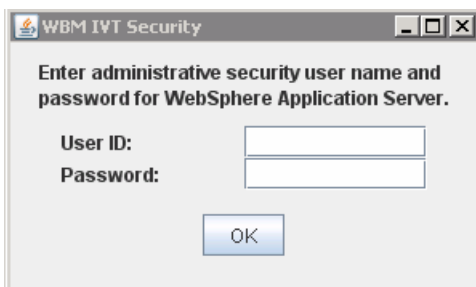 WBM IVT Security
Enter administrative security user name and
password for WebSphere Application Server.
User ID:
Password:
OK